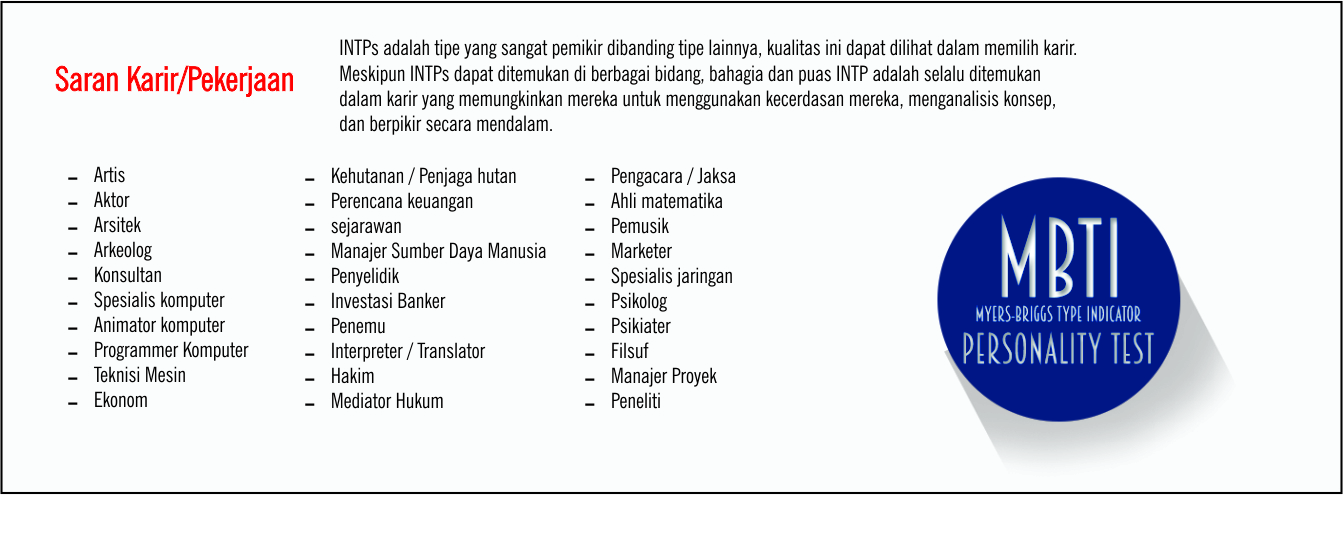 Saran Karir/Pekerjaan
INTPs adalah tipe yang sangat pemikir dibanding tipe lainnya, kualitas ini dapat dilihat dalam memilih karir.
Meskipun INTPs dapat ditemukan di berbagai bidang, bahagia dan puas INTP adalah selalu ditemukan
dalam karir yang memungkinkan mereka untuk menggunakan kecerdasan mereka, menganalisis konsep,
dan berpikir secara mendalam.
- Artis
- Aktor
- Arsitek
- Arkeolog
- Konsultan
- Spesialis komputer
- Animator komputer
- Programmer Komputer
- Teknisi Mesin
- Ekonom
- Kehutanan / Penjaga hutan
- Perencana keuangan
- sejarawan
- Manajer Sumber Daya Manusia
- Penyelidik
- Investasi Banker
- Penemu
- Interpreter / Translator
- Hakim
- Mediator Hukum
- Pengacara / Jaksa
- Ahli matematika
- Pemusik
- Marketer
- Spesialis jaringan
- Psikolog
- Psikiater
- Filsuf
- Manajer Proyek
- Peneliti
MBTI
MYERS-BRIGGS TYPE INDICATOR
PERSONALITY TEST